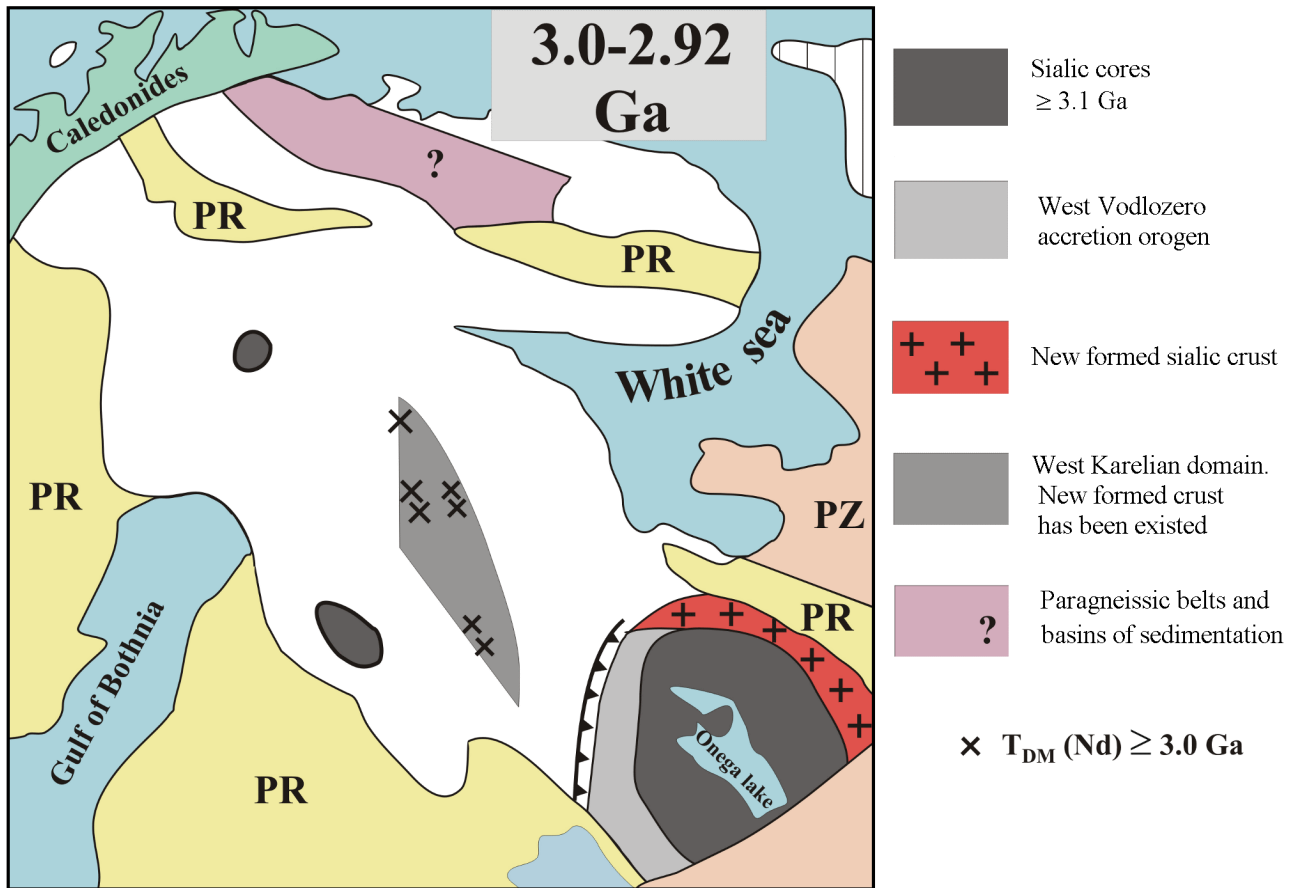 3.0-2.92
Ga
Caledonides
?
PR
PR
White sea
PR
PZ
PR
Gulf of Bothnia
Onega lake
PR
Sialic cores
≥ 3.1 Ga
West Vodlozero
accretion orogen
New formed sialic crust
West Karelian domain.
New formed crust
has been existed
?
Paragneissic belts and
basins of sedimentation
T_DM (Nd) ≥ 3.0 Ga